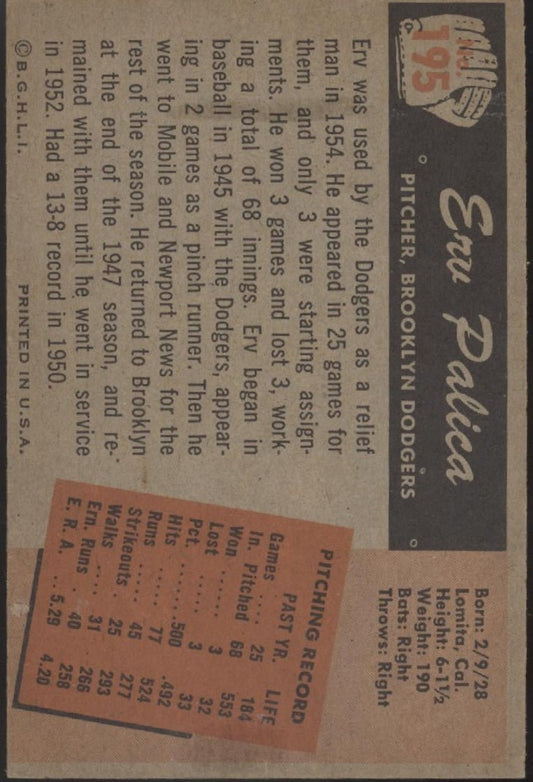 No. 195
Erv Palica
PITCHER, BROOKLYN DODGERS
Born: 2/9/28
Lomita, Cal.
Height: 6-1½
Weight: 190
Bats: Right
Throws: Right
Erv was used by the Dodgers as a relief
man in 1954. He appeared in 25 games for
them, and only 3 were starting assign-
ments. He won 3 games and lost 3, work-
ing a total of 68 innings. Erv began in
baseball in 1945 with the Dodgers, appear-
ing in 2 games as a pinch runner. Then he
went to Mobile and Newport News for the
rest of the season. He returned to Brooklyn
at the end of the 1947 season, and re-
mained with them until he went in service
in 1952. Had a 13-8 record in 1950.
PITCHING RECORD
PAST YR. LIFE
Games .... 25 184
In. Pitched 68 553
Won ...... 3 32
Lost ...... 3 33
Pct. ...... .500 .492
Hits ...... 77 524
Runs ..... 45 277
Strikeouts 25 293
Walks .... 31 266
Ern. Runs 40 258
E. R. A. ... 5.29 4.20
©B.G.H.L.I. PRINTED IN U.S.A.